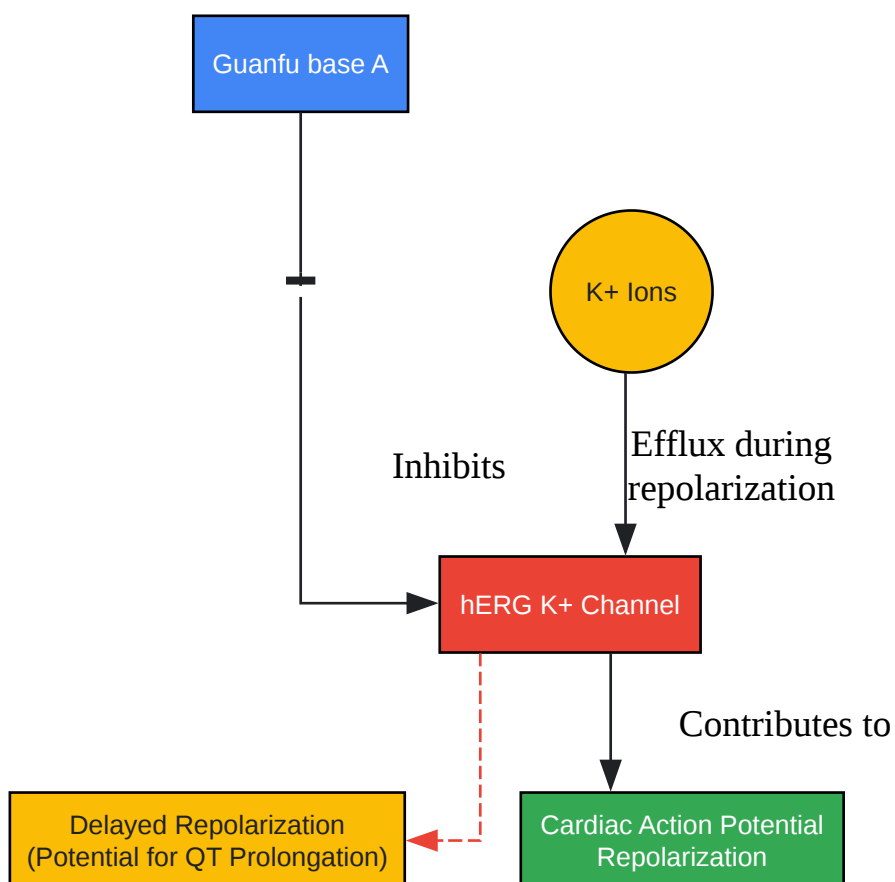 Guanfu base A
K+ Ions
Inhibits
Efflux during
repolarization
hERG K+ Channel
Contributes to
Delayed Repolarization
(Potential for QT Prolongation)
Cardiac Action Potential
Repolarization